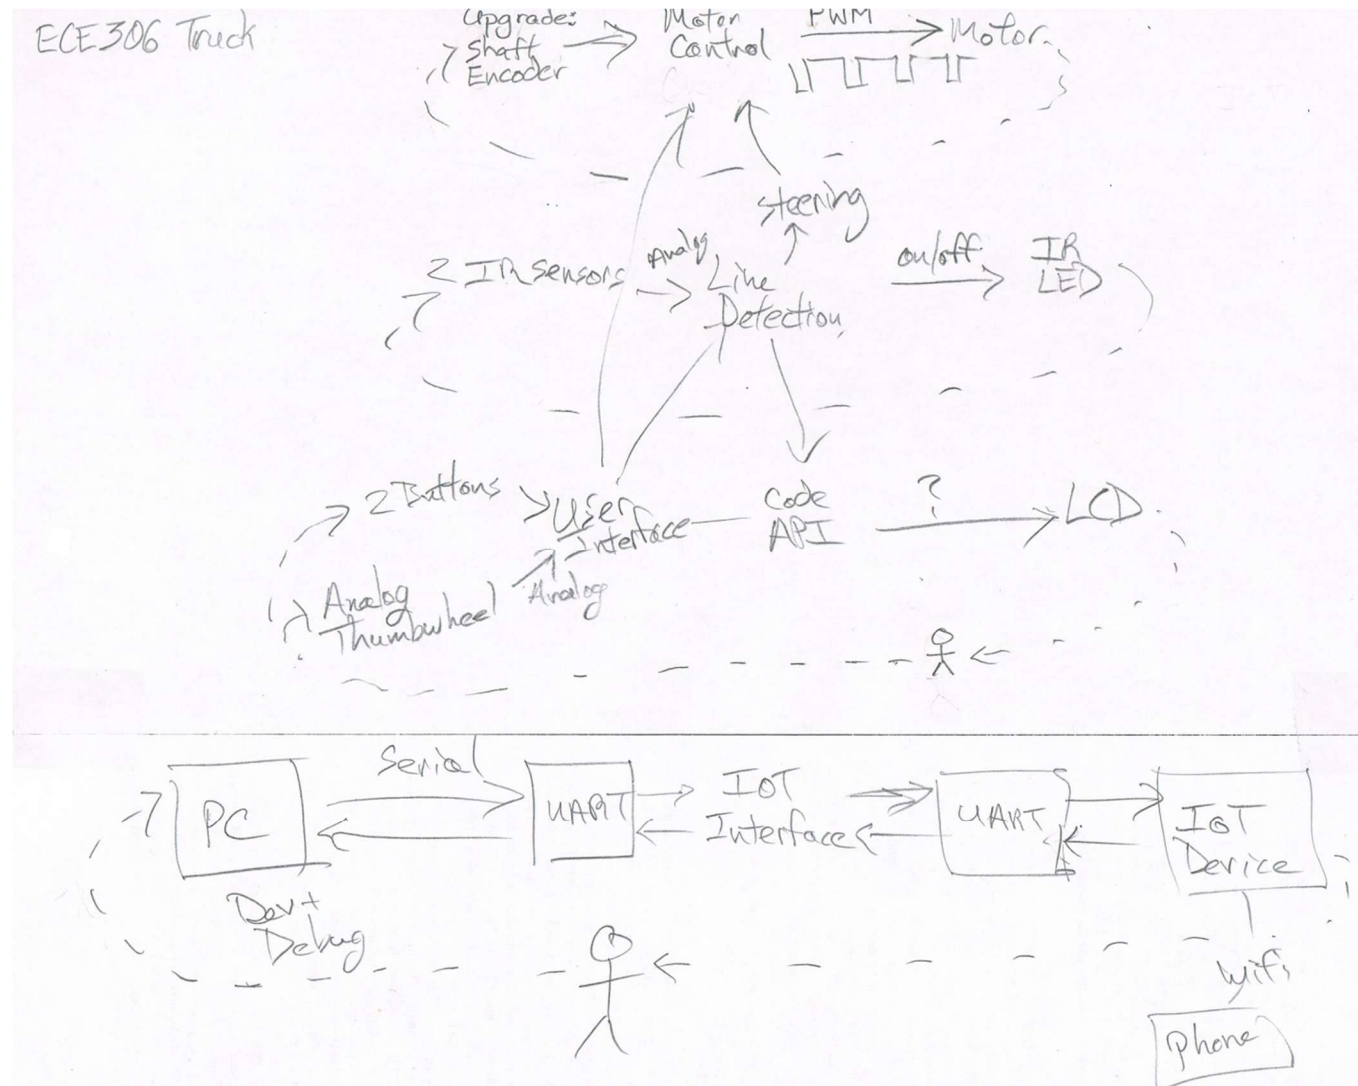 ECE306 Truck
Upgrade:
Shaft
Encoder
Motor
Control
PWM
Motor
steering
2 IR sensors
Analog
Line
Detection
on/off
IR
LED
2 Buttons
User
Interface
Code
API
?
LCD
Analog
Thumbwheel
Analog
PC
Serial
UART
IOT
Interface
UART
IOT
Device
Dev+
Debug
wifi
phone